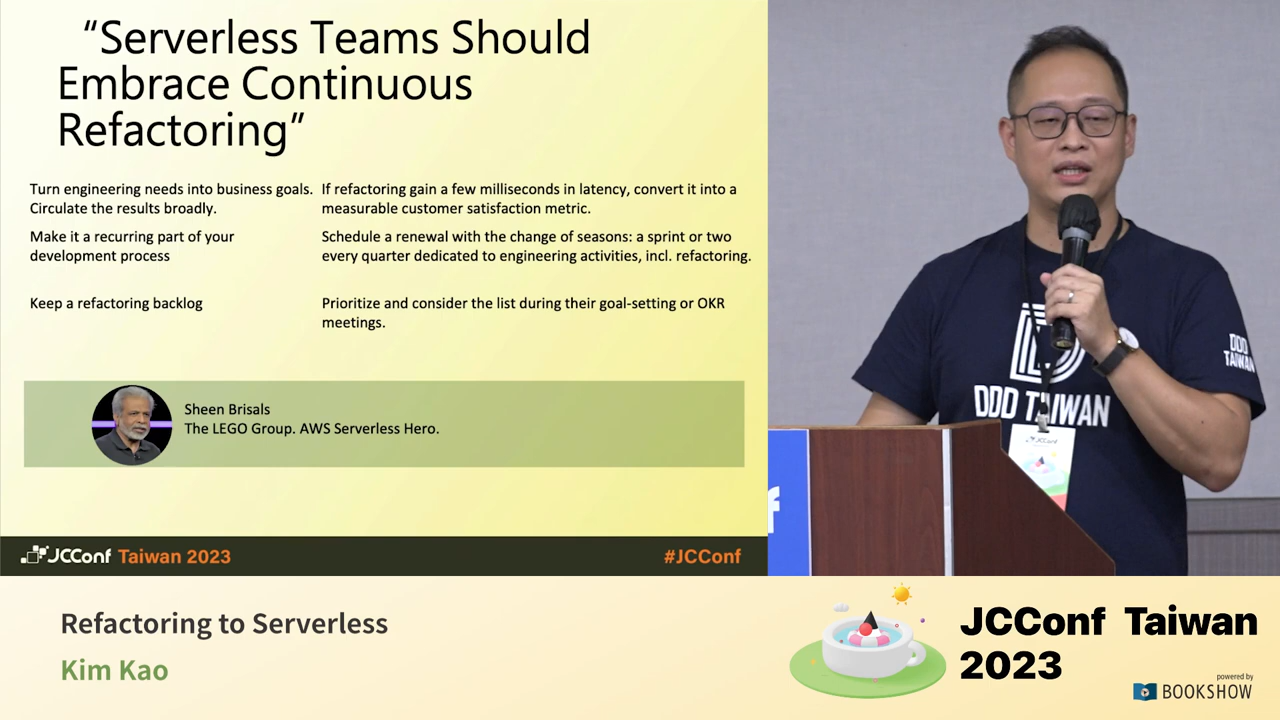 “Serverless Teams Should
Embrace Continuous
Refactoring”
Turn engineering needs into business goals.
Circulate the results broadly.
If refactoring gain a few milliseconds in latency, convert it into a
measurable customer satisfaction metric.
Make it a recurring part of your
development process
Schedule a renewal with the change of seasons: a sprint or two
every quarter dedicated to engineering activities, incl. refactoring.
Keep a refactoring backlog
Prioritize and consider the list during their goal-setting or OKR
meetings.
Sheen Brisals
The LEGO Group. AWS Serverless Hero.
JCConf Taiwan 2023
#JCConf
DDD
TAIWAN
DDD TAIWAN
JCConf
f
Refactoring to Serverless
Kim Kao
JCConf Taiwan
2023
powered by
BOOKSHOW